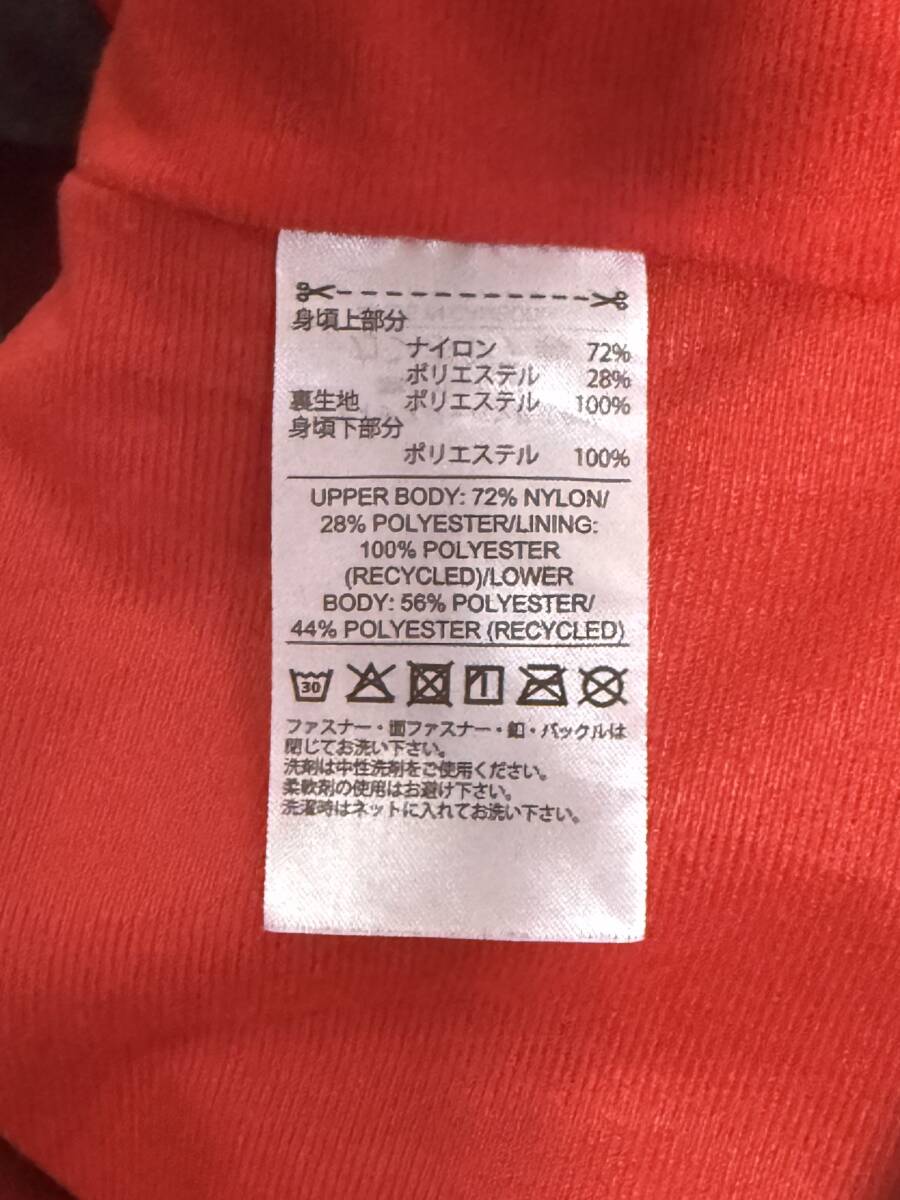 身頃上部分
ナイロン 72%
ポリエステル 28%
裏生地 ポリエステル 100%
身頃下部分
ポリエステル 100%
UPPER BODY: 72% NYLON/
28% POLYESTER/LINING:
100% POLYESTER
(RECYCLED)/LOWER
BODY: 56% POLYESTER/
44% POLYESTER (RECYCLED)
30
ファスナー・面ファスナー・釦・バックルは
閉じてお洗い下さい。
洗剤は中性洗剤をご使用ください。
柔軟剤の使用はお避け下さい。
洗濯時はネットに入れてお洗い下さい。